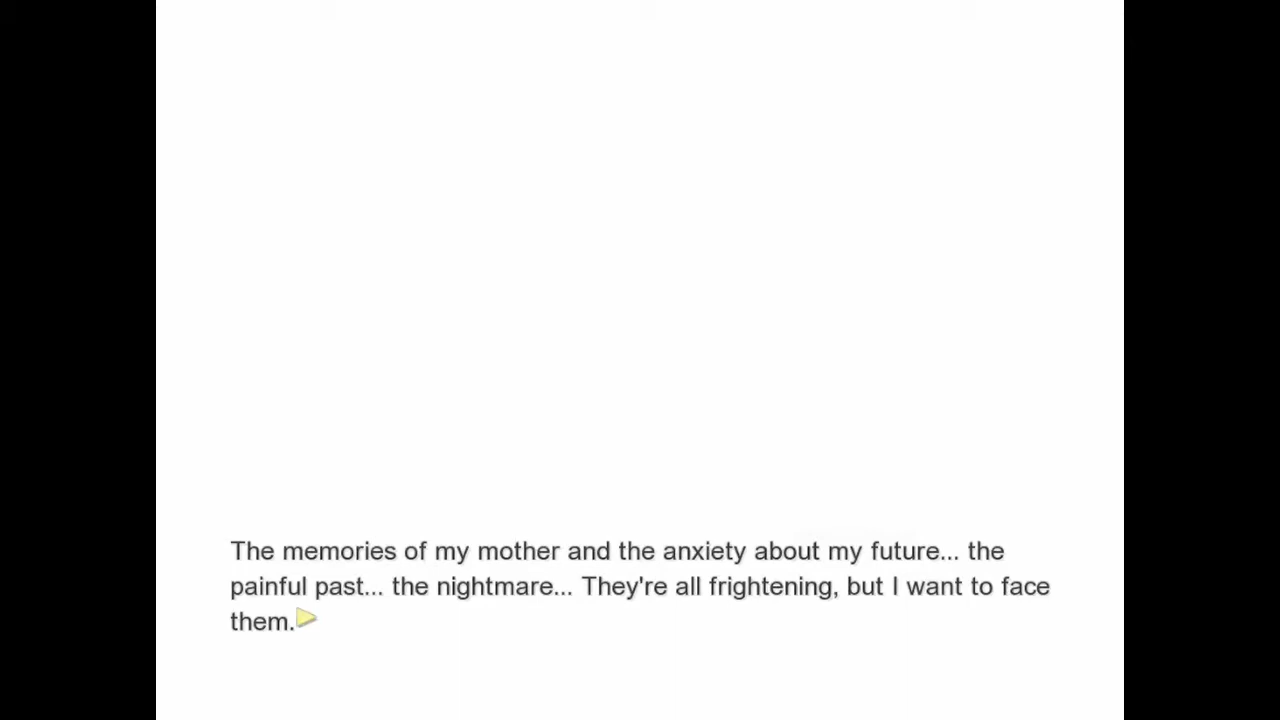 The memories of my mother and the anxiety about my future... the
painful past... the nightmare... They're all frightening, but I want to face
them.